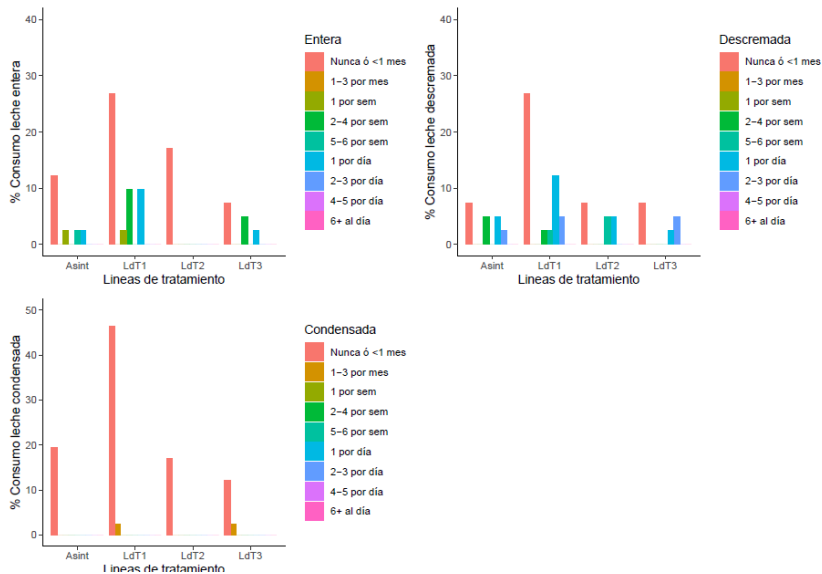 % Consumo leche entera
40
30
20
10
0
Asint LdT1 LdT2 LdT3
Lineas de tratamiento
Entera
Nunca ó <1 mes
1−3 por mes
1 por sem
2−4 por sem
5−6 por sem
1 por día
2−3 por día
4−5 por día
6+ al día
% Consumo leche descremada
40
30
20
10
0
Asint LdT1 LdT2 LdT3
Lineas de tratamiento
Descremada
Nunca ó <1 mes
1−3 por mes
1 por sem
2−4 por sem
5−6 por sem
1 por día
2−3 por día
4−5 por día
6+ al día
% Consumo leche condensada
50
40
30
20
10
0
Asint LdT1 LdT2 LdT3
Lineas de tratamiento
Condensada
Nunca ó <1 mes
1−3 por mes
1 por sem
2−4 por sem
5−6 por sem
1 por día
2−3 por día
4−5 por día
6+ al día